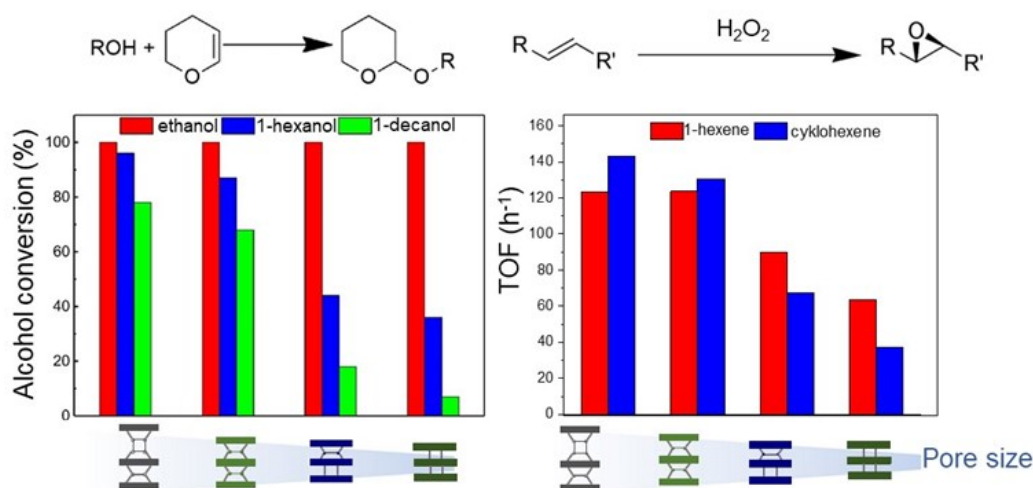 ROH +
O
O
O
R
R
R'
H₂O₂
R
O
R'
ethanol 1-hexanol 1-decanol
Alcohol conversion (%)
100
80
60
40
20
0
1-hexene cyklohexene
TOF (h⁻¹)
160
140
120
100
80
60
40
20
0
Pore size